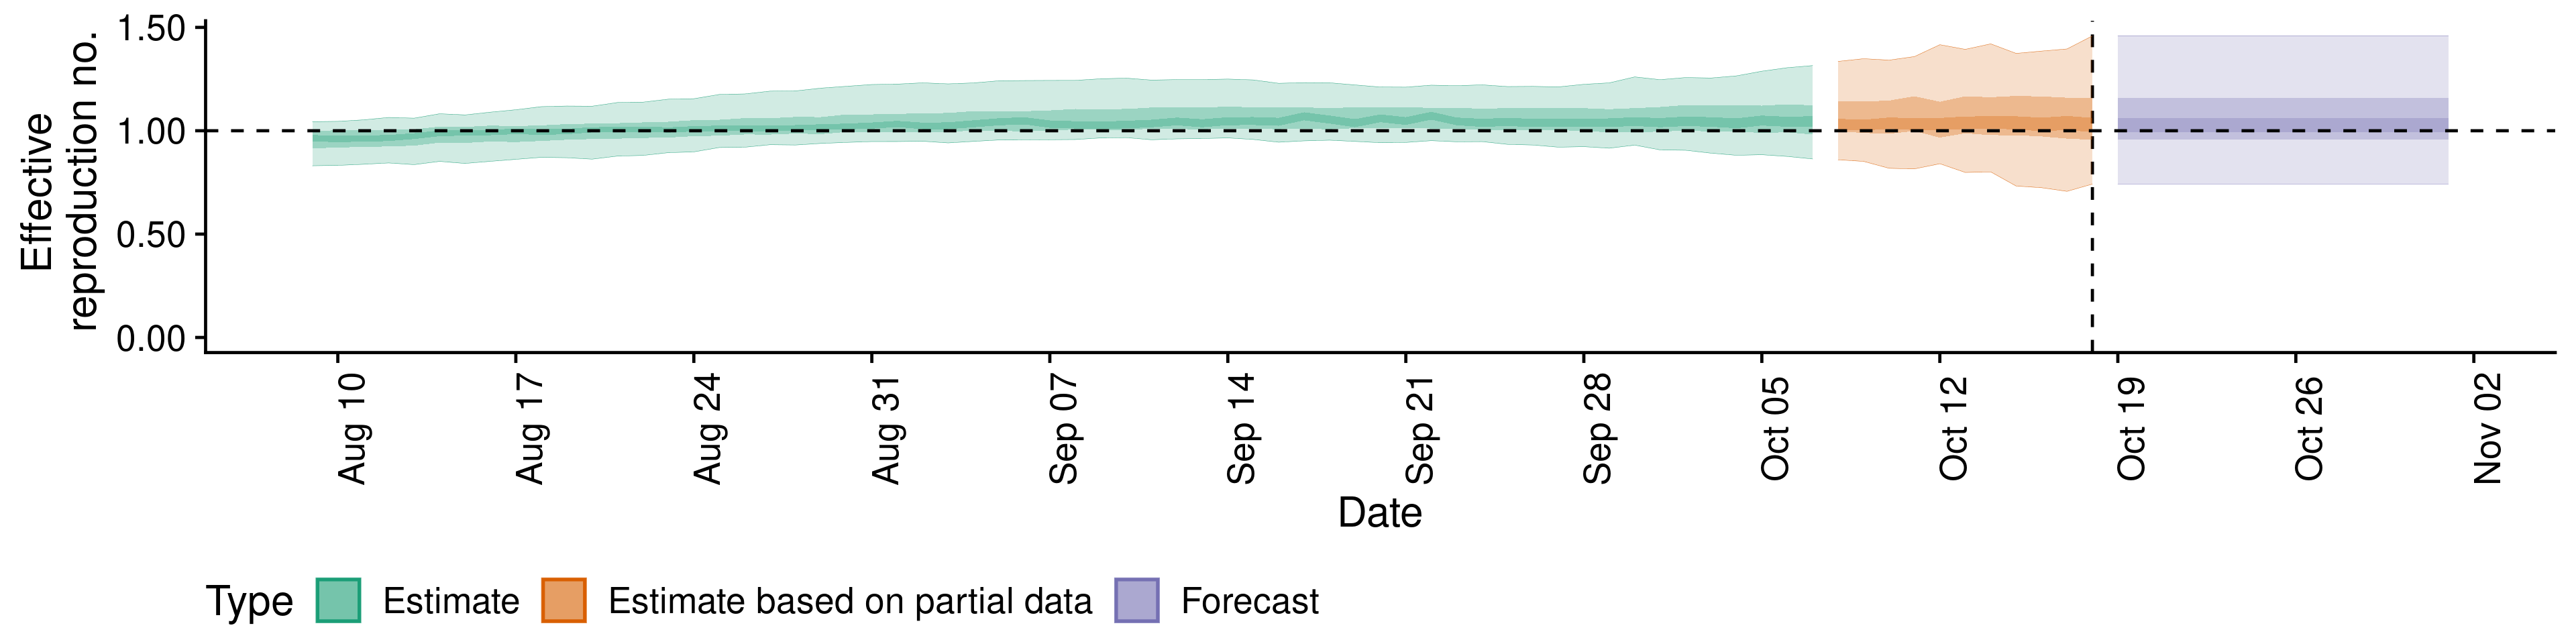 Effective
reproduction no.
1.50
1.00
0.50
0.00
Aug 10
Aug 17
Aug 24
Aug 31
Sep 07
Sep 14
Sep 21
Sep 28
Oct 05
Oct 12
Oct 19
Oct 26
Nov 02
Date
Type Estimate Estimate based on partial data Forecast